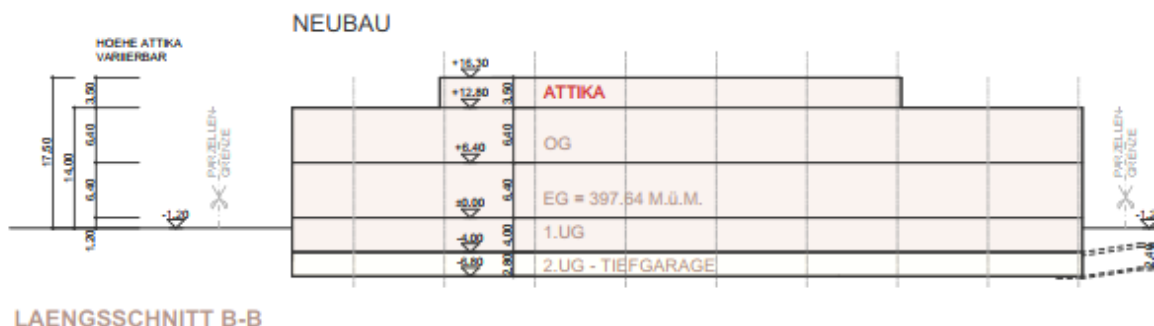 NEUBAU
HOEHE ATTIKA
VARIIERBAR
+16.30
3.50
+12.80
3.50
ATTIKA
17.50
14.00
6.40
6.40
OG
+6.40
PARZELLEN-
GRENZE
PARZELLEN-
GRENZE
6.40
6.40
EG = 397.64 M.ü.M.
±0.00
-1.20
1.20
4.00
1.UG
-4.00
-6.80
2.80
2.UG - TIEFGARAGE
LAENGSSCHNITT B-B